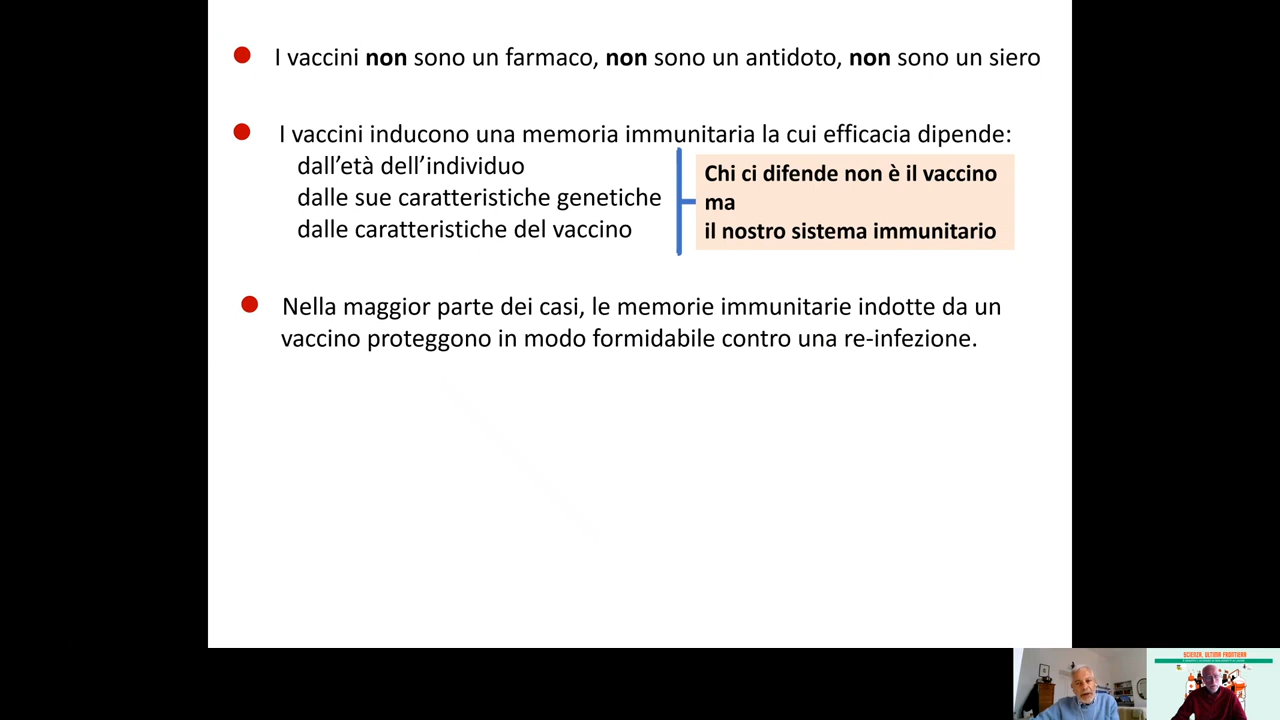 I vaccini non sono un farmaco, non sono un antidoto, non sono un siero
I vaccini inducono una memoria immunitaria la cui efficacia dipende:
dall’età dell’individuo
dalle sue caratteristiche genetiche
dalle caratteristiche del vaccino
Chi ci difende non è il vaccino
ma
il nostro sistema immunitario
Nella maggior parte dei casi, le memorie immunitarie indotte da un
vaccino proteggono in modo formidabile contro una re-infezione.
SCIENZA, ULTIMA FRONTIERA